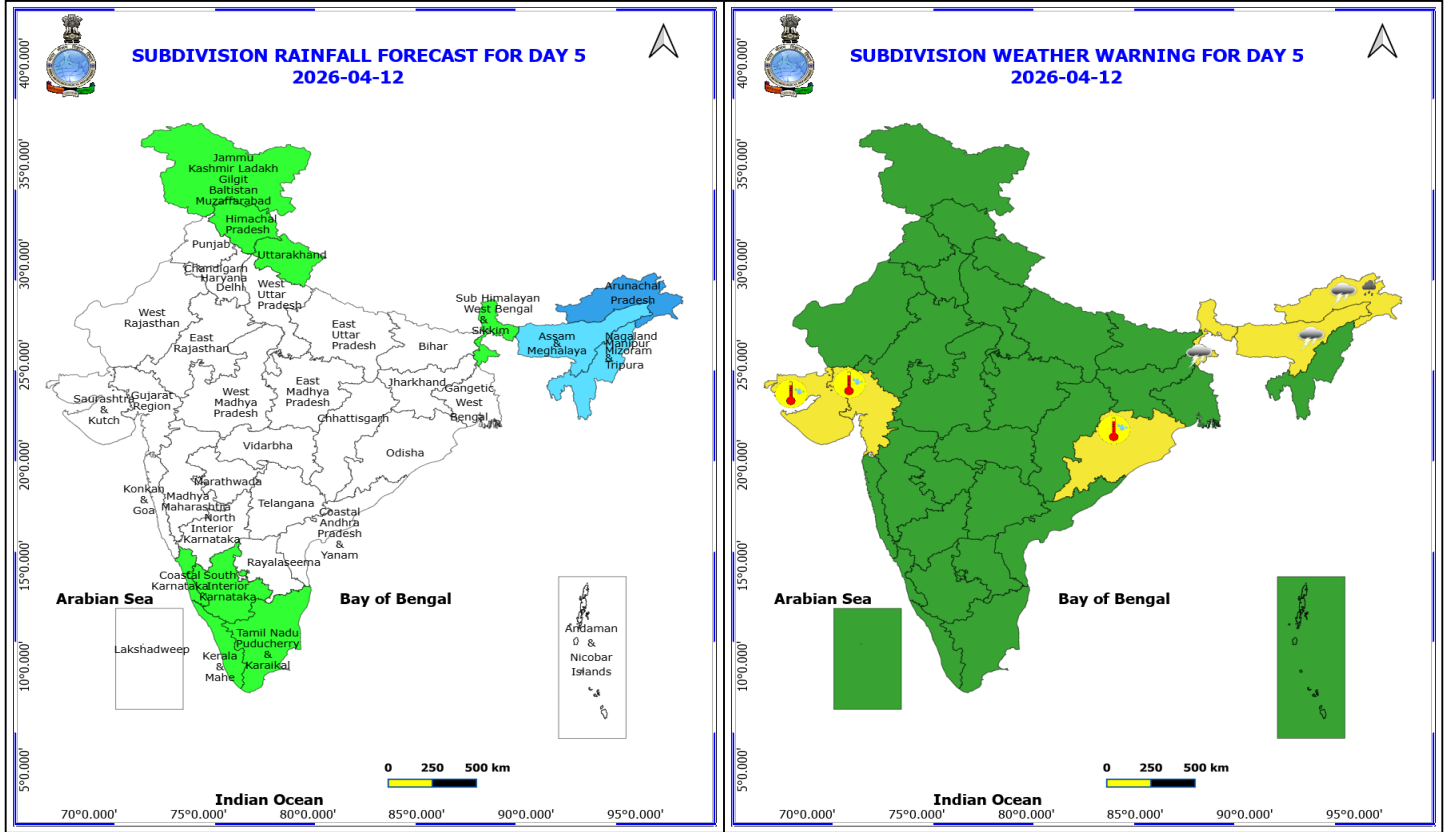 SUBDIVISION RAINFALL FORECAST FOR DAY 5
2026-04-12
40°0.000'
35°0.000'
30°0.000'
25°0.000'
20°0.000'
15°0.000'
10°0.000'
5°0.000'
Jammu
Kashmir Ladakh
Gilgit
Baltistan
Muzaffarabad
Himachal
Pradesh
Punjab
Uttarakhand
Chandigarh
Haryana
Delhi
West
Uttar
Pradesh
West
Rajasthan
East
Rajasthan
East
Uttar
Pradesh
Bihar
Sub Himalayan
West Bengal
&
Sikkim
Arunachal
Pradesh
Assam
&
Meghalaya
Nagaland
Manipur
Mizoram
&
Tripura
Saurashtra
&
Kutch
Gujarat
Region
West
Madhya
Pradesh
East
Madhya
Pradesh
Jharkhand
Gangetic
West
Bengal
Chhattisgarh
Vidarbha
Odisha
Konkan
&
Goa
Madhya
Maharashtra
Marathwada
Telangana
North
Interior
Karnataka
Coastal
Andhra
Pradesh
&
Yanam
Rayalaseema
Coastal
Karnataka
South
Interior
Karnataka
Arabian Sea
Bay of Bengal
Lakshadweep
Kerala
&
Mahe
Tamil Nadu
Puducherry
&
Karaikal
Andaman
&
Nicobar
Islands
0 250 500 km
Indian Ocean
70°0.000' 75°0.000' 80°0.000' 85°0.000' 90°0.000' 95°0.000'
SUBDIVISION WEATHER WARNING FOR DAY 5
2026-04-12
40°0.000'
35°0.000'
30°0.000'
25°0.000'
20°0.000'
15°0.000'
10°0.000'
5°0.000'
Arabian Sea
Bay of Bengal
0 250 500 km
Indian Ocean
70°0.000' 75°0.000' 80°0.000' 85°0.000' 90°0.000' 95°0.000'